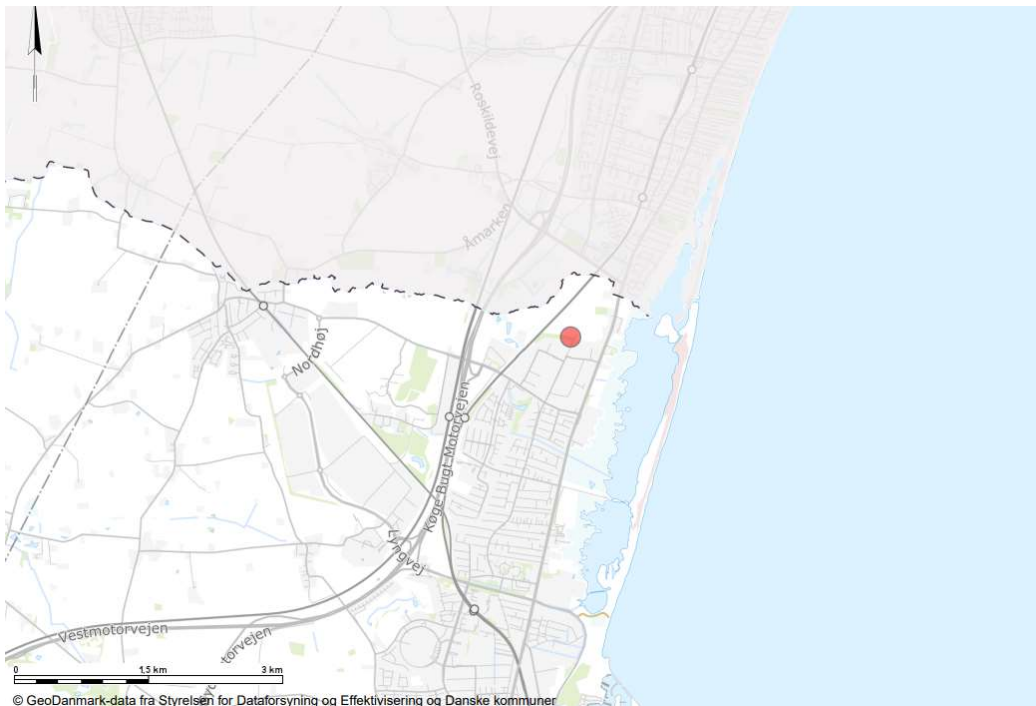 Roskildevej
Åmarken
Nordhøj
Køge Bugt Motorvejen
Lyngvej
Vestmotorvejen
torvejen
0 1,5 km 3 km
© GeoDanmark-data fra Styrelsen for Dataforsyning og Effektivisering og Danske kommuner